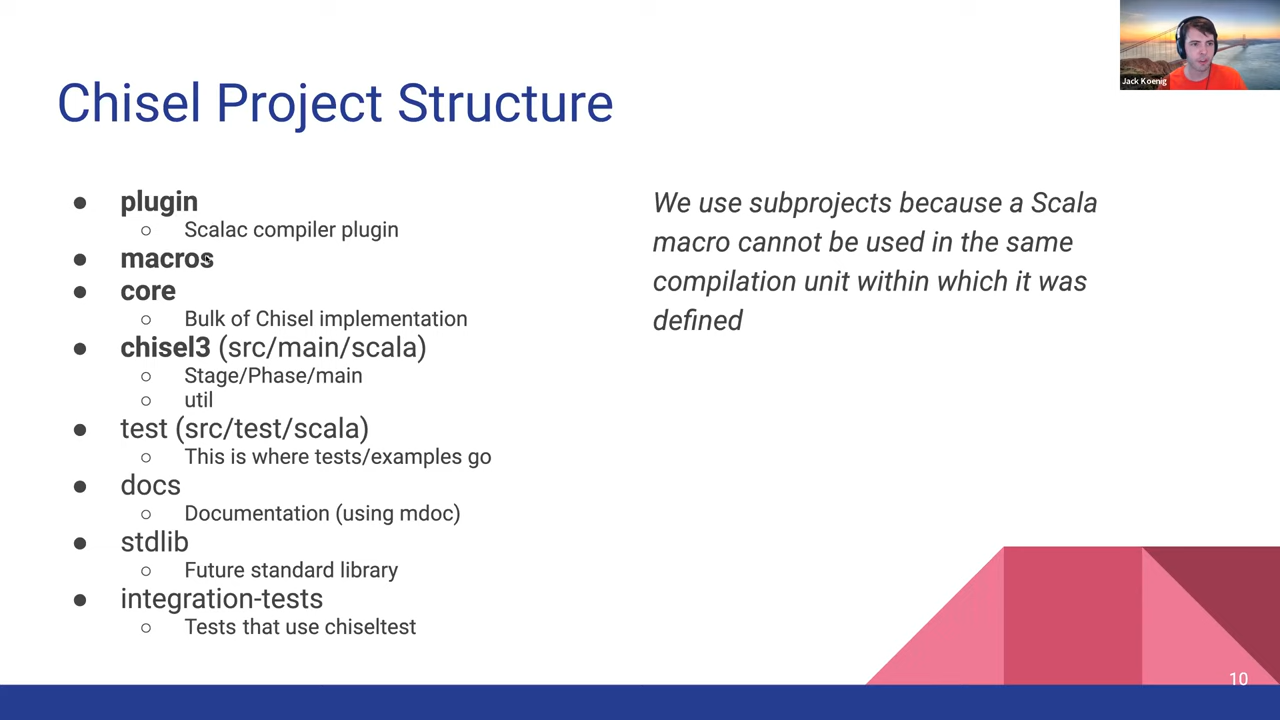 Jack Koenig
Chisel Project Structure
● plugin
○ Scalac compiler plugin
● macros
● core
○ Bulk of Chisel implementation
● chisel3 (src/main/scala)
○ Stage/Phase/main
○ util
● test (src/test/scala)
○ This is where tests/examples go
● docs
○ Documentation (using mdoc)
● stdlib
○ Future standard library
● integration-tests
○ Tests that use chiseltest
We use subprojects because a Scala
macro cannot be used in the same
compilation unit within which it was
defined
10